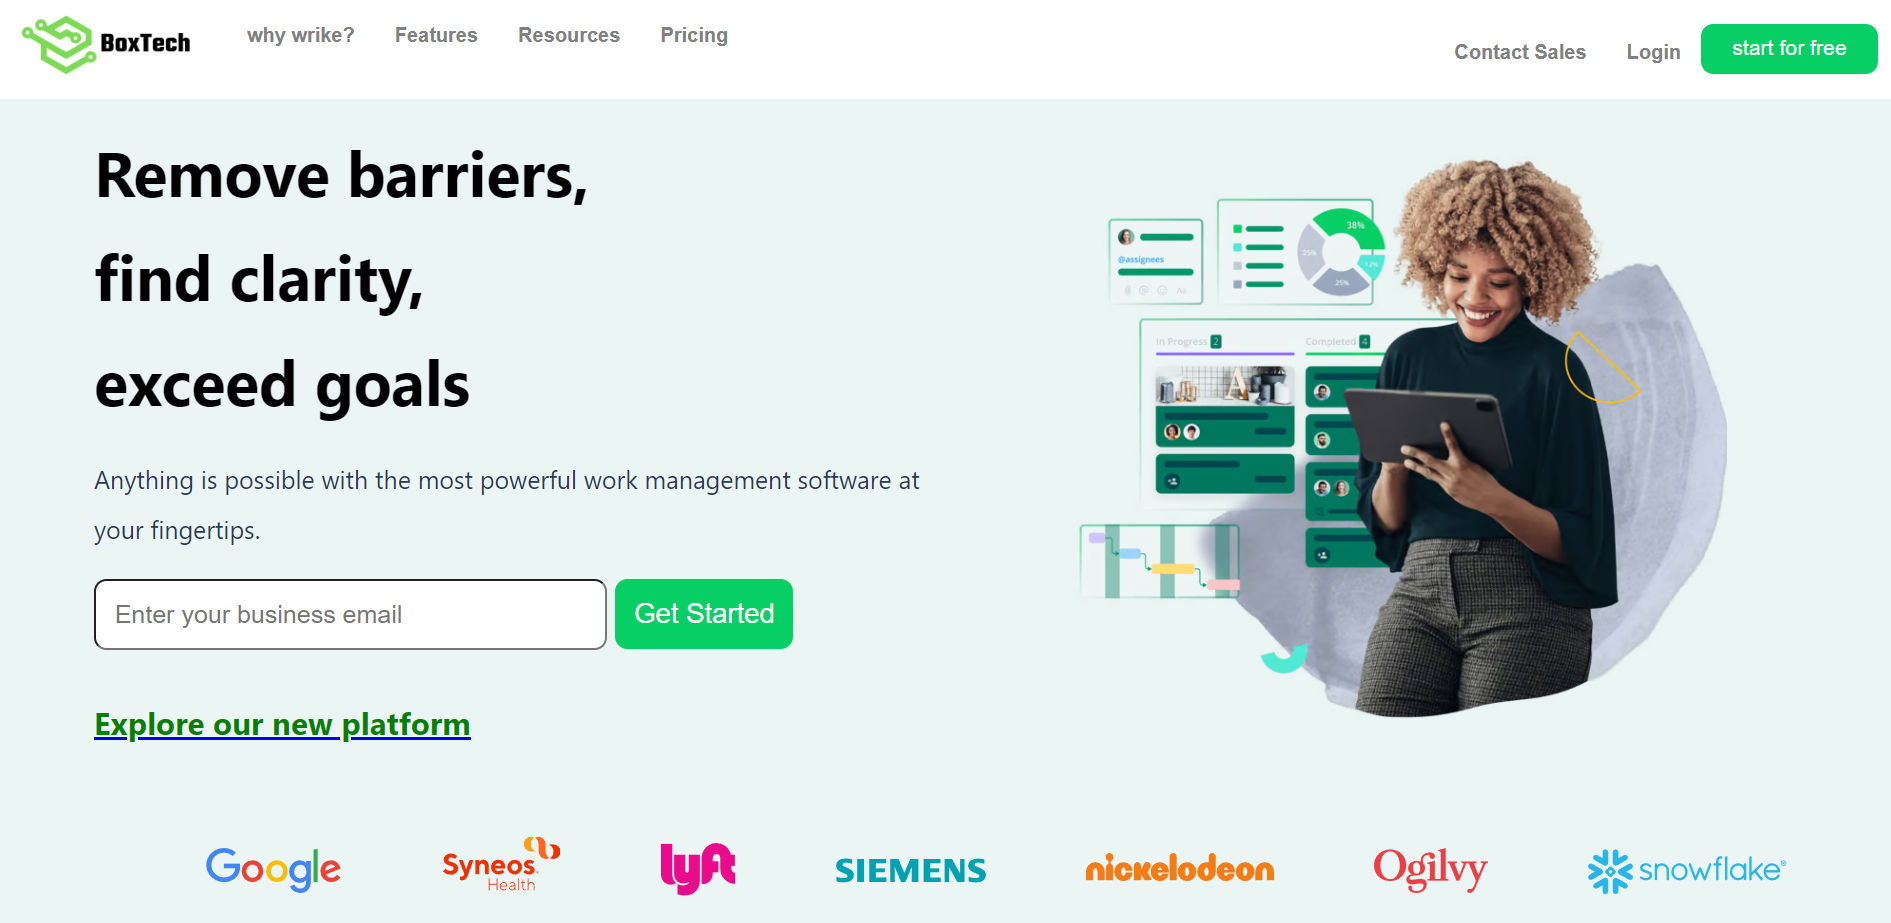 BoxTech
why wrike?
Features
Resources
Pricing
Contact Sales
Login
start for free
Remove barriers,
find clarity,
exceed goals
Anything is possible with the most powerful work management software at
your fingertips.
Enter your business email
Get Started
Explore our new platform
@assignees
Aa
38%
25%
12%
25%
In Progress 2
Completed 4
A
Google
Syneos.
Health
lyft
SIEMENS
nickelodeon
Ogilvy
snowflake®